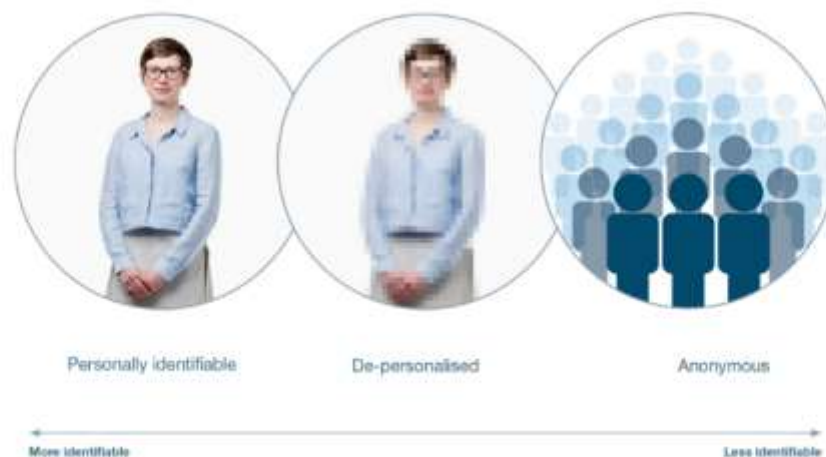 Personally identifiable
De-personalised
Anonymous
More identifiable
Less identifiable